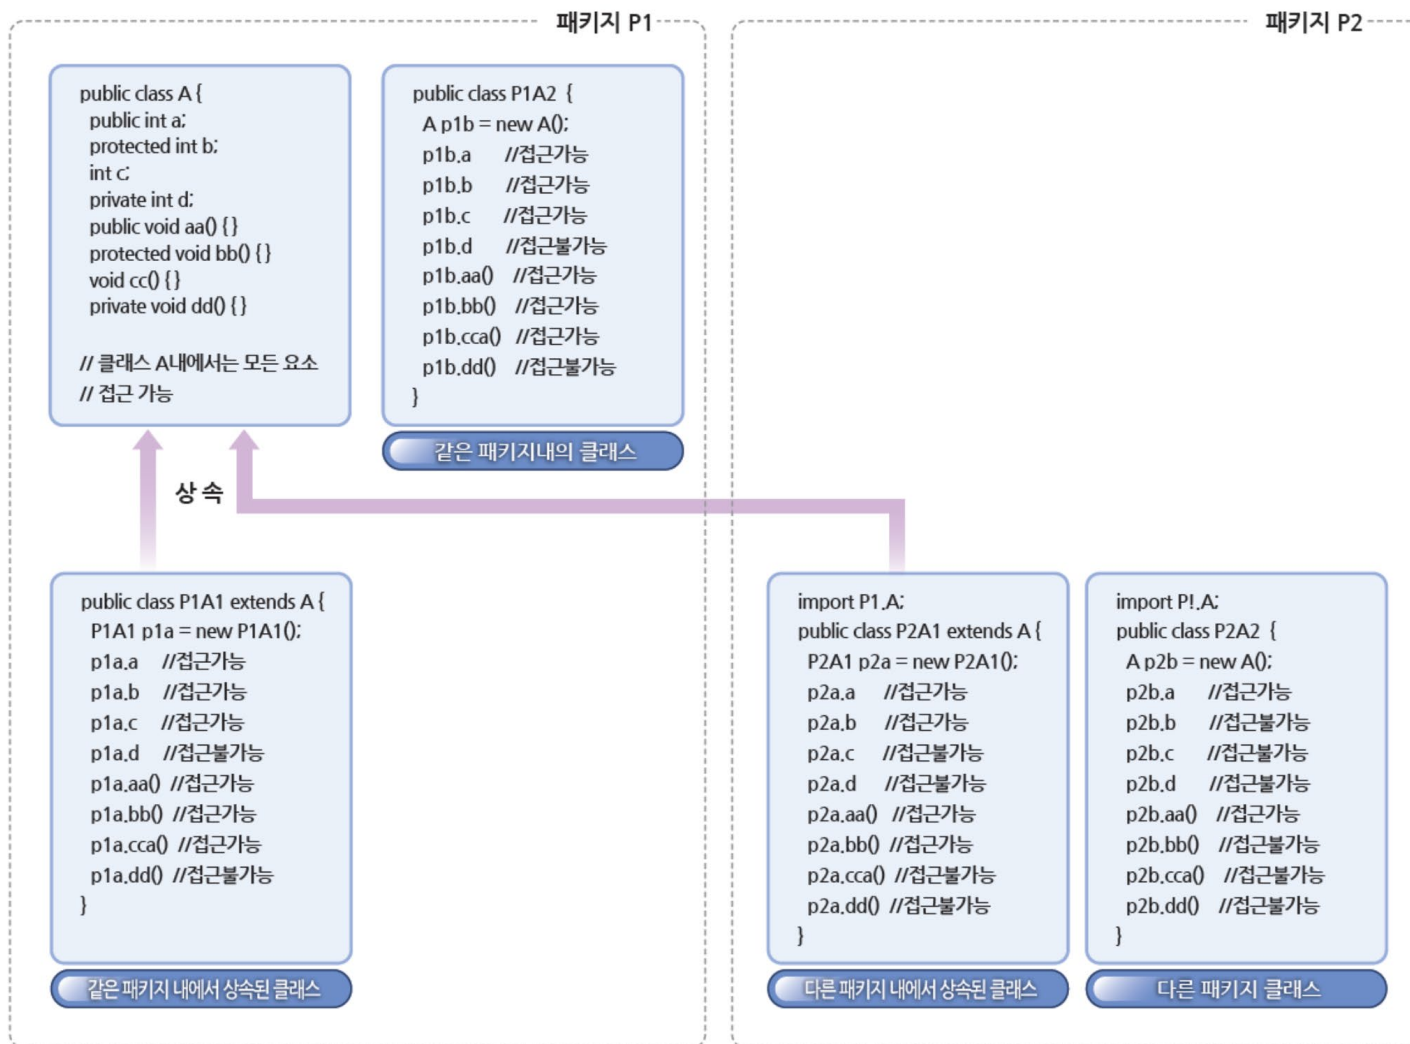 패키지 P1
public class A {
public int a;
protected int b;
int c;
private int d;
public void aa() { }
protected void bb() { }
void cc() { }
private void dd() { }
// 클래스 A내에서는 모든 요소
// 접근 가능
public class P1A2 {
A p1b = new A();
p1b.a //접근가능
p1b.b //접근가능
p1b.c //접근가능
p1b.d //접근불가능
p1b.aa() //접근가능
p1b.bb() //접근가능
p1b.cca() //접근가능
p1b.dd() //접근불가능
}
같은 패키지내의 클래스
상 속
public class P1A1 extends A {
P1A1 p1a = new P1A1();
p1a.a //접근가능
p1a.b //접근가능
p1a.c //접근가능
p1a.d //접근불가능
p1a.aa() //접근가능
p1a.bb() //접근가능
p1a.cca() //접근가능
p1a.dd() //접근불가능
}
같은 패키지 내에서 상속된 클래스
패키지 P2
import P1.A;
public class P2A1 extends A {
P2A1 p2a = new P2A1();
p2a.a //접근가능
p2a.b //접근가능
p2a.c //접근불가능
p2a.d //접근불가능
p2a.aa() //접근가능
p2a.bb() //접근가능
p2a.cca() //접근불가능
p2a.dd() //접근불가능
}
다른 패키지 내에서 상속된 클래스
import P!.A;
public class P2A2 {
A p2b = new A();
p2b.a //접근가능
p2b.b //접근불가능
p2b.c //접근불가능
p2b.d //접근불가능
p2b.aa() //접근가능
p2b.bb() //접근불가능
p2b.cca() //접근불가능
p2b.dd() //접근불가능
}
다른 패키지 클래스